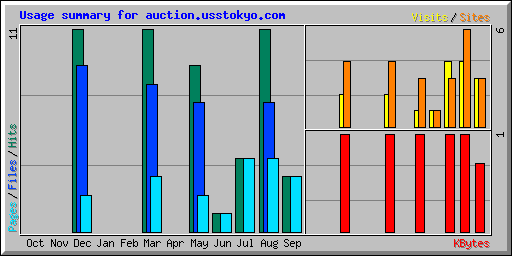 Usage summary for auction.usstokyo.com
Visits/Sites
11
6
1
Pages/Files/Hits
Oct Nov Dec Jan Feb Mar Apr May Jun Jul Aug Sep
KBytes